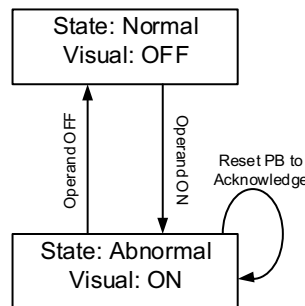 State: Normal
Visual: OFF
Operand OFF
Operand ON
Reset PB to
Acknowledge
State: Abnormal
Visual: ON